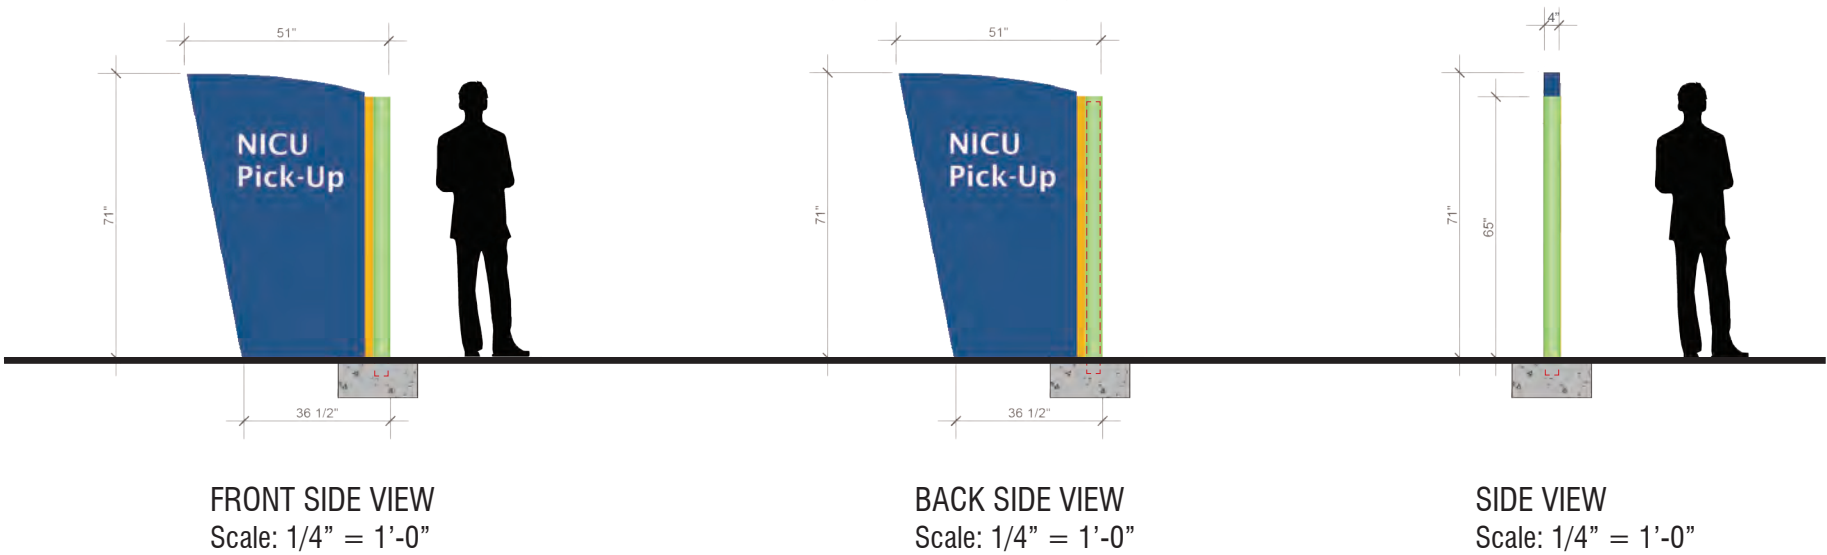 51"
71"
NICU
Pick-Up
36 1/2"
FRONT SIDE VIEW
Scale: 1/4” = 1’-0”
51"
71"
NICU
Pick-Up
36 1/2"
BACK SIDE VIEW
Scale: 1/4” = 1’-0”
4"
71"
65"
SIDE VIEW
Scale: 1/4” = 1’-0”